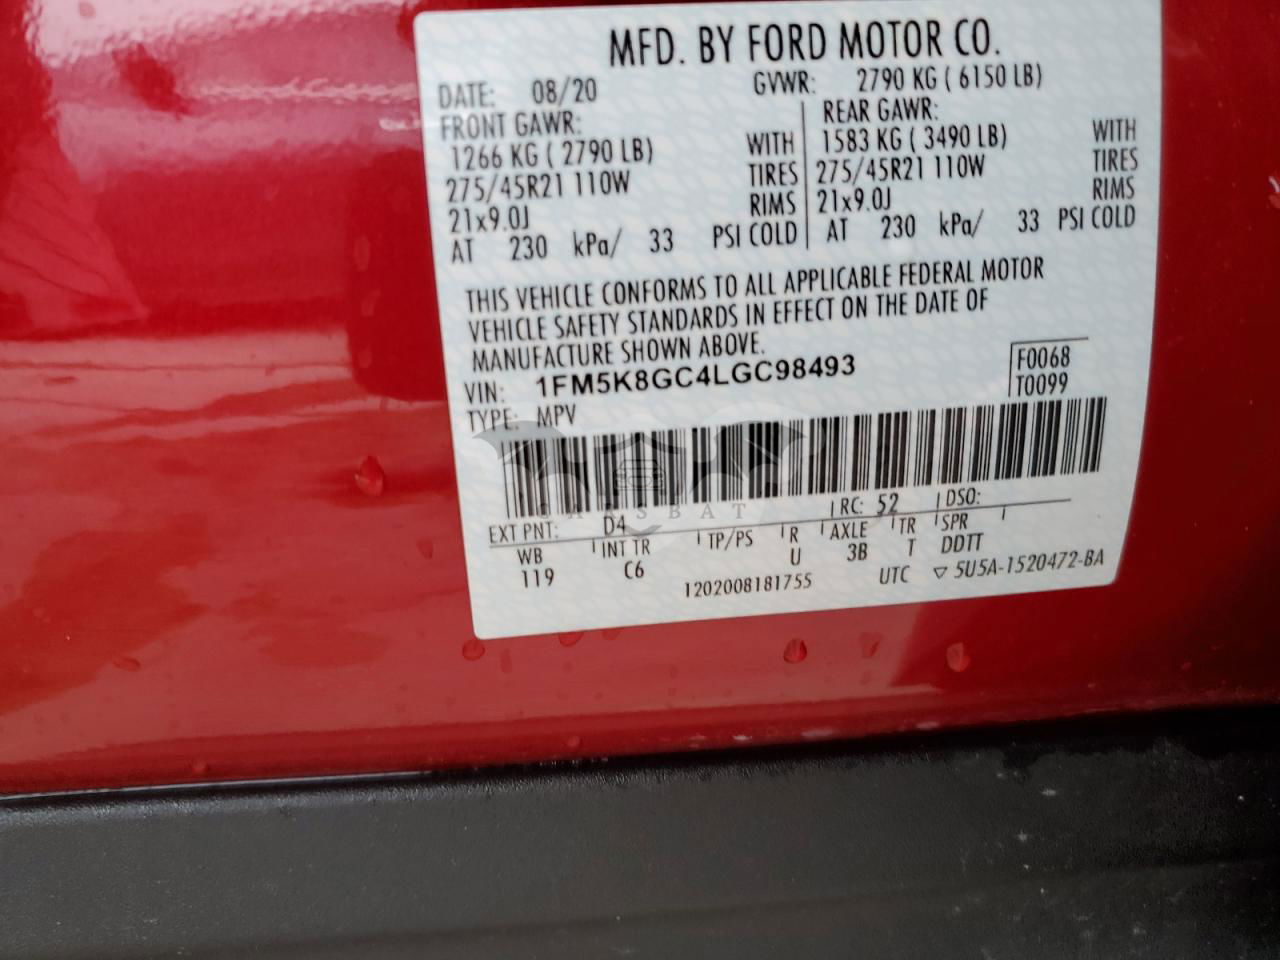 MFD. BY FORD MOTOR CO.
DATE: 08/20 GVWR: 2790 KG ( 6150 LB)
FRONT GAWR: REAR GAWR:
1266 KG ( 2790 LB) WITH 1583 KG ( 3490 LB) WITH
275/45R21 110W TIRES 275/45R21 110W TIRES
21x9.0J RIMS 21x9.0J RIMS
AT 230 kPa/ 33 PSI COLD AT 230 kPa/ 33 PSI COLD
THIS VEHICLE CONFORMS TO ALL APPLICABLE FEDERAL MOTOR
VEHICLE SAFETY STANDARDS IN EFFECT ON THE DATE OF
MANUFACTURE SHOWN ABOVE.
VIN: 1FM5K8GC4LGC98493 F0068
TYPE: MPV T0099
CARSBAT
EXT PNT: D4 RC: 52 DSO:
WB INT TR TP/PS R AXLE TR SPR
119 C6 U 3B T DDTT
1202008181755 UTC ▽ 5U5A-1520472-BA